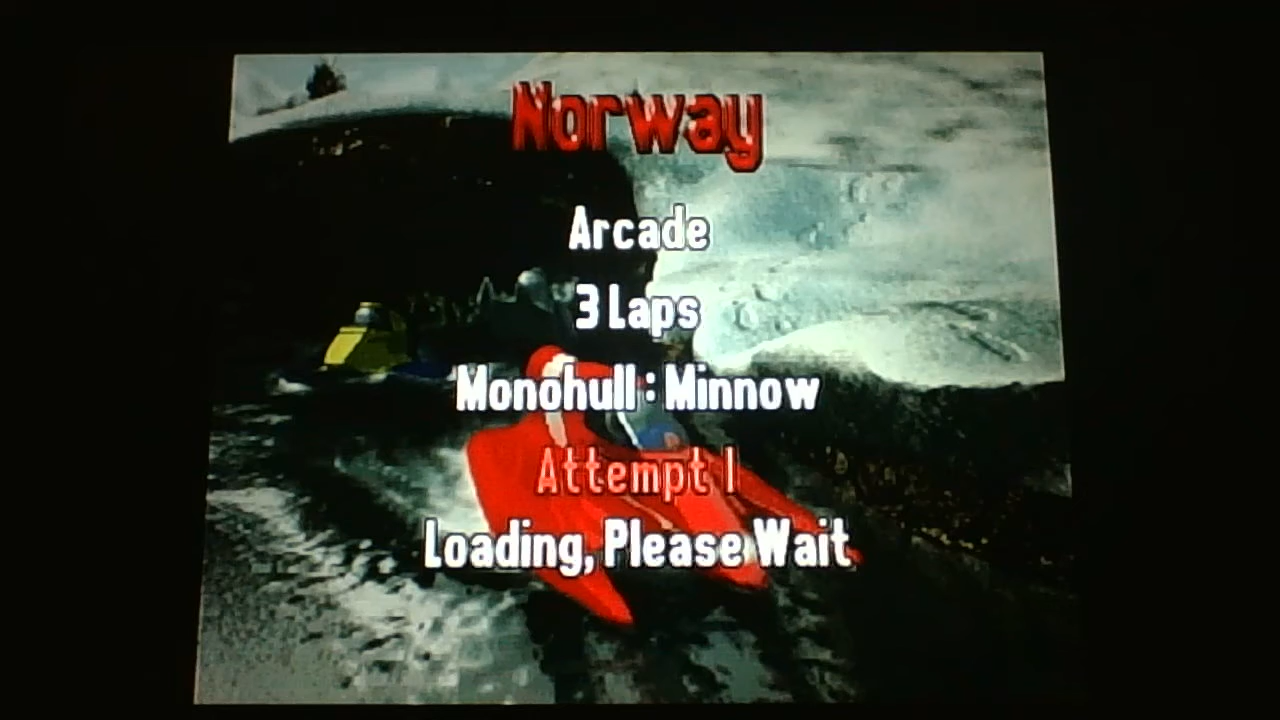 Norway
Arcade
3 Laps
Monohull : Minnow
Attempt 1
Loading, Please Wait